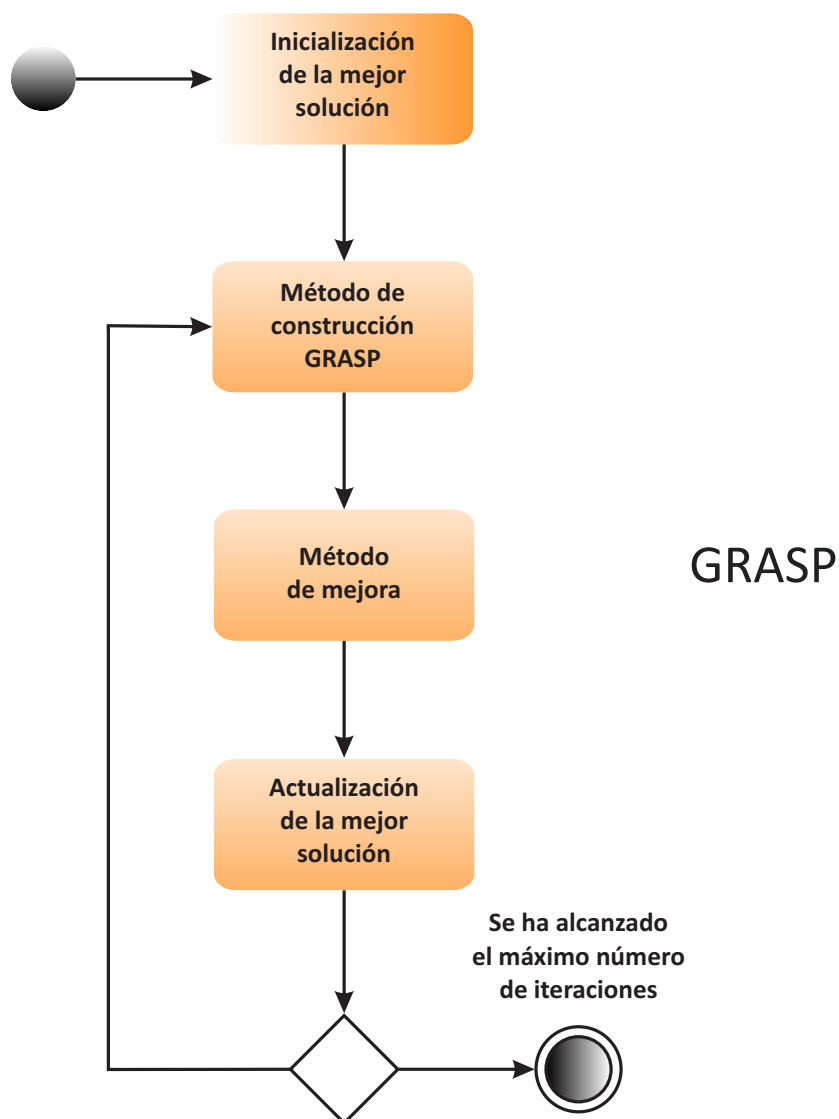 Inicialización
de la mejor
solución
Método de
construcción
GRASP
Método
de mejora
GRASP
Actualización
de la mejor
solución
Se ha alcanzado
el máximo número
de iteraciones